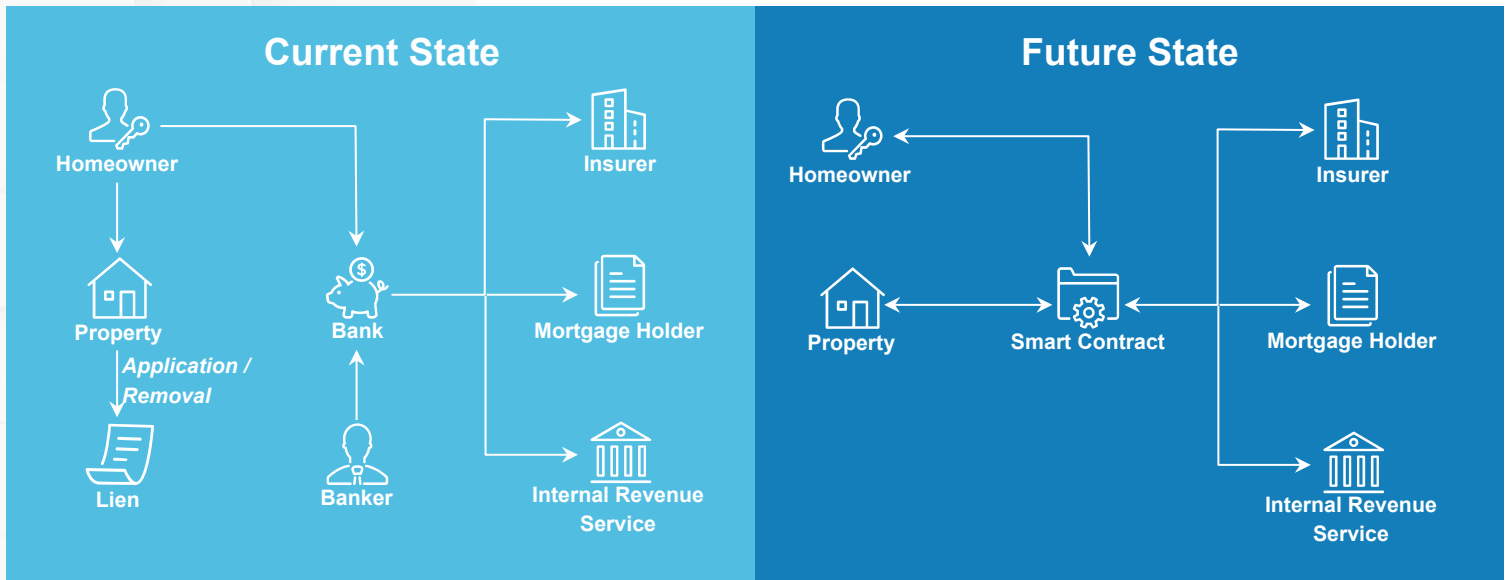 Current State
Homeowner
Insurer
$
Property
Bank
Mortgage Holder
Application /
Removal
Lien
Banker
Internal Revenue
Service
Future State
Homeowner
Insurer
Property
Smart Contract
Mortgage Holder
Internal Revenue
Service